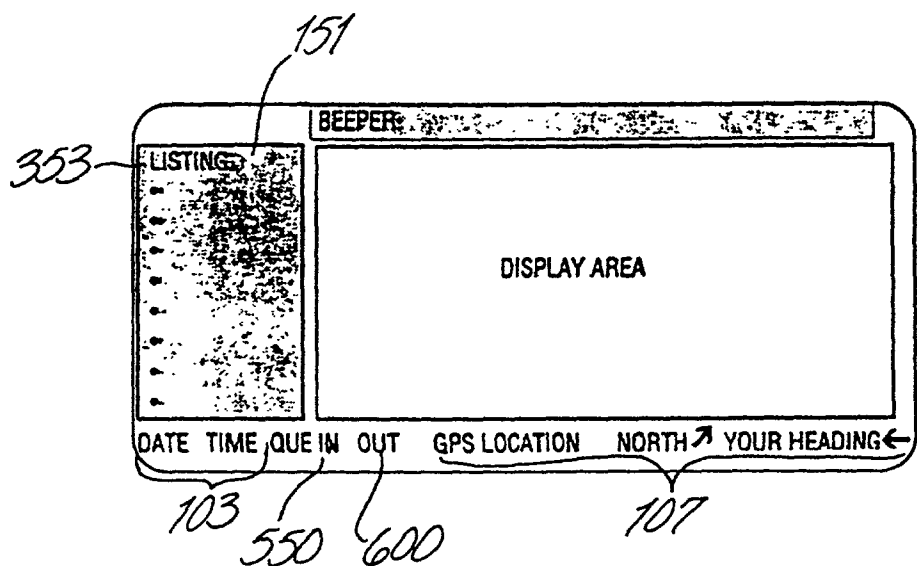 151
BEEPER
353
LISTING
DISPLAY AREA
DATE TIME QUE IN OUT GPS LOCATION NORTH↗ YOUR HEADING←
103
550
600
107